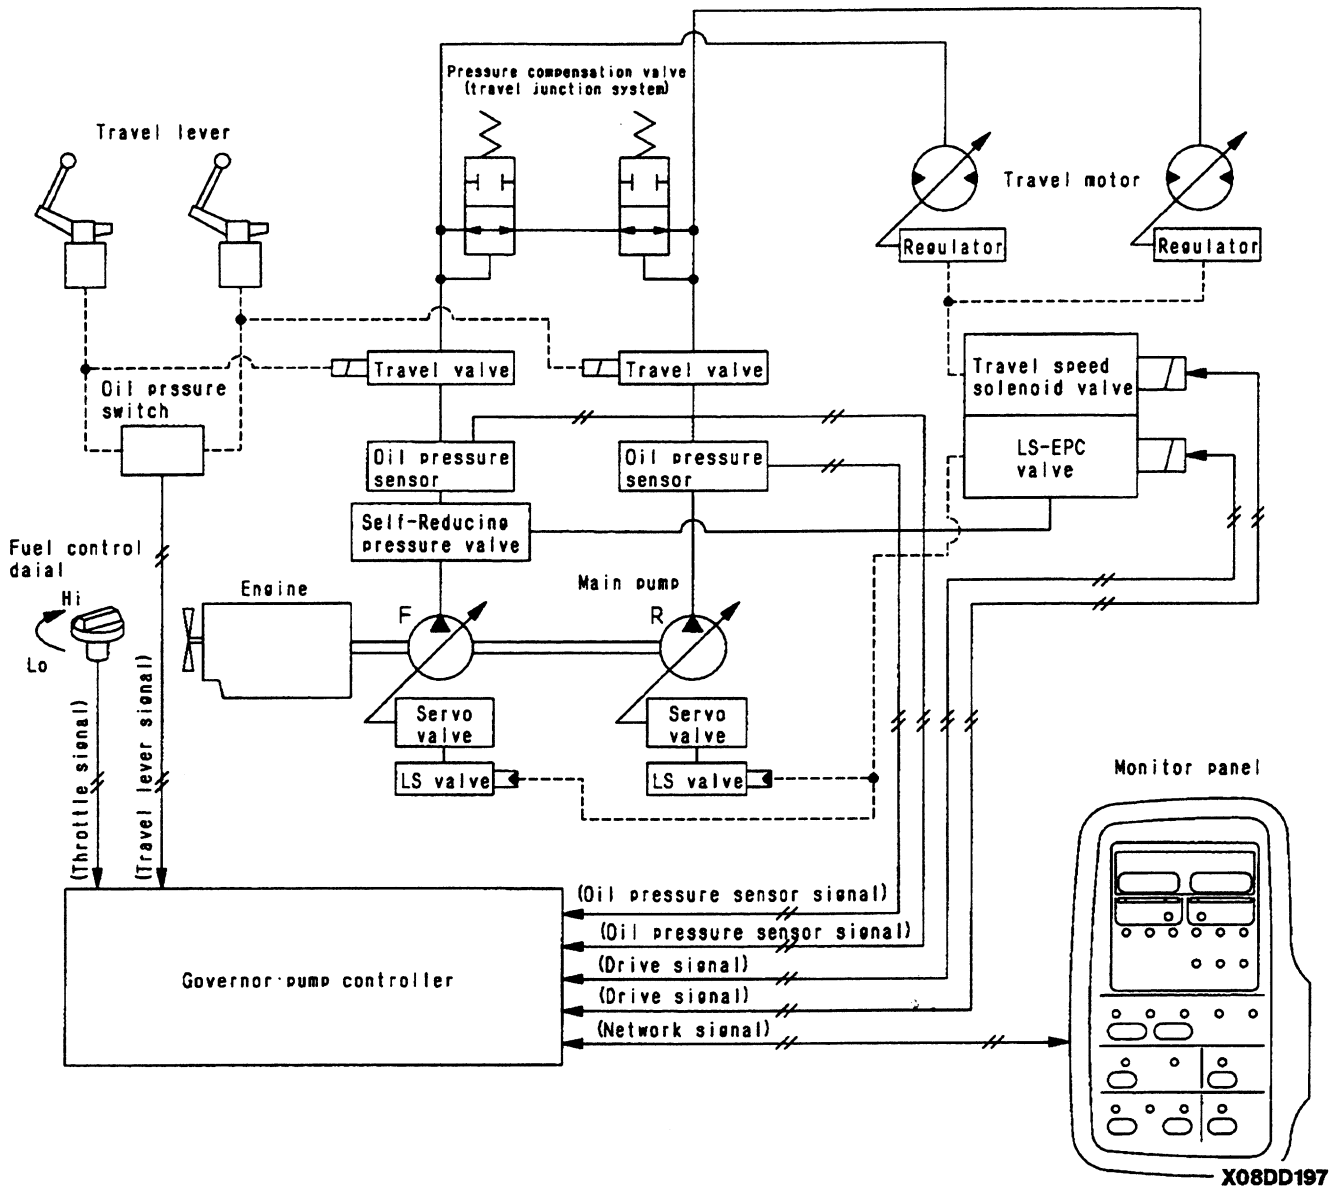 Pressure compensation valve
(travel junction system)
Travel lever
Travel motor
Regulator
Regulator
Travel valve
Travel valve
Travel speed
solenoid valve
Oil prssure
switch
LS-EPC
valve
Oil pressure
sensor
Oil pressure
sensor
Self-Reducing
pressure valve
Fuel control
daial
Hi
Lo
Engine
Main pump
F
R
Servo
valve
Servo
valve
LS valve
LS valve
(Throttle signal)
(Travel lever signal)
Monitor panel
(Oil pressure sensor signal)
(Oil pressure sensor signal)
(Drive signal)
(Drive signal)
(Network signal)
Governor·pump controller
X08DD197